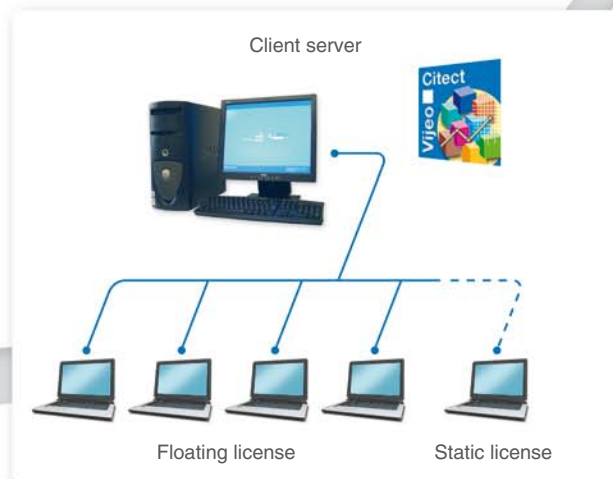 Client server
Vijeo Citect
Floating license
Static license